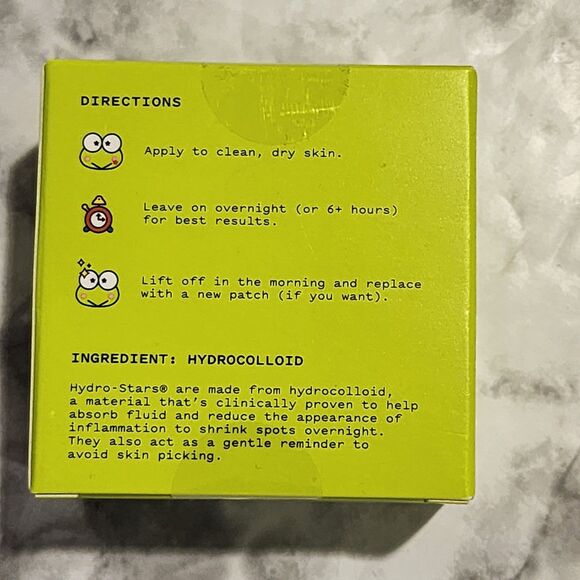 DIRECTIONS
Apply to clean, dry skin.
Leave on overnight (or 6+ hours)
for best results.
Lift off in the morning and replace
with a new patch (if you want).
INGREDIENT: HYDROCOLLOID
Hydro-Stars® are made from hydrocolloid,
a material that's clinically proven to help
absorb fluid and reduce the appearance of
inflammation to shrink spots overnight.
They also act as a gentle reminder to
avoid skin picking.